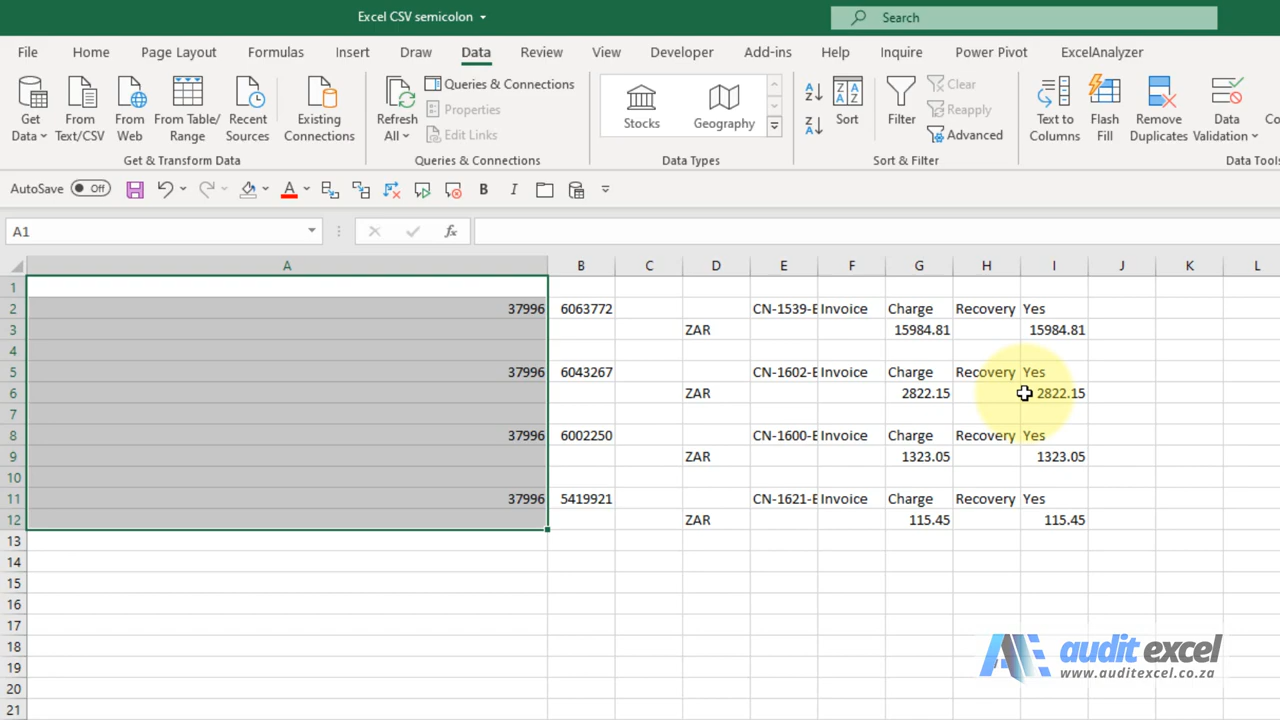 Excel CSV semicolon
Search
File Home Page Layout Formulas Insert Draw Data Review View Developer Add-ins Help Inquire Power Pivot ExcelAnalyzer
Get Data
From Text/CSV
From Web
From Table/ Range
Recent Sources
Existing Connections
Get & Transform Data
Refresh All
Queries & Connections
Properties
Edit Links
Queries & Connections
Stocks
Geography
Data Types
Sort
Filter
Clear
Reapply
Advanced
Sort & Filter
Text to Columns
Flash Fill
Remove Duplicates
Data Validation
Co
Data Tools
AutoSave Off
A1
A B C D E F G H I J K L
1
2 37996 6063772 CN-1539-E Invoice Charge Recovery Yes
3 ZAR 15984.81 15984.81
4
5 37996 6043267 CN-1602-E Invoice Charge Recovery Yes
6 ZAR 2822.15 2822.15
7
8 37996 6002250 CN-1600-E Invoice Charge Recovery Yes
9 ZAR 1323.05 1323.05
10
11 37996 5419921 CN-1621-E Invoice Charge Recovery Yes
12 ZAR 115.45 115.45
13
14
15
16
17
18
19
20
21
audit excel
www.auditexcel.co.za